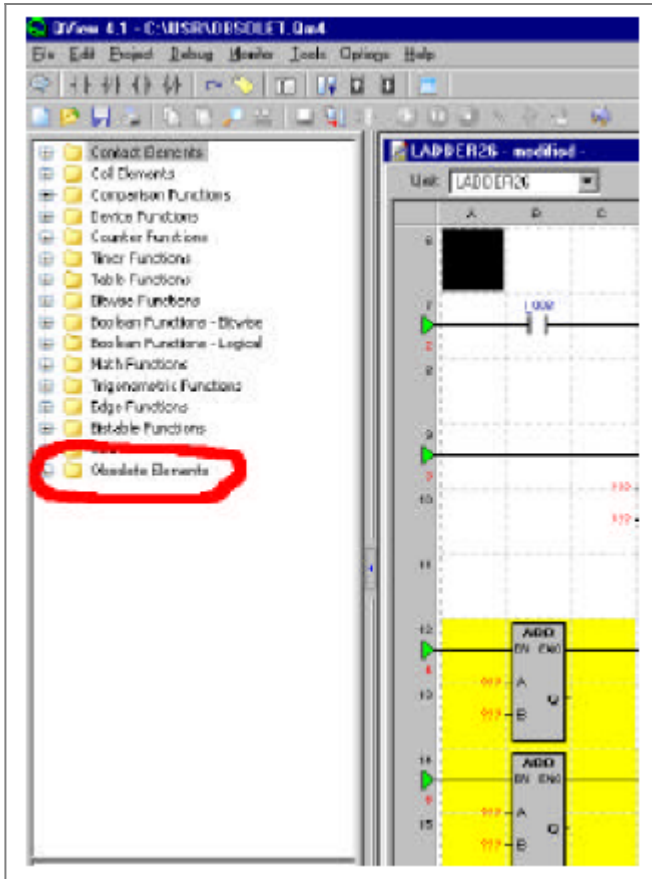 QView 4.1 - C:\USR\OBSOLET.Qm4
File Edit Project Debug Monitor Tools Options Help
Contact Elements
Coil Elements
Comparison Functions
Device Functions
Counter Functions
Timer Functions
Table Functions
Bitwise Functions
Boolean Functions - Bitwise
Boolean Functions - Logical
Math Functions
Trigonometric Functions
Edge Functions
Bistable Functions
Obsolete Elements
LADDER26 - modified -
Unit: LADDER26
A B C
6
7
2
8
9
10
11
12
ADD
EN ENO
A
13
Q
B
ADD
EN ENO
A
15
Q
B